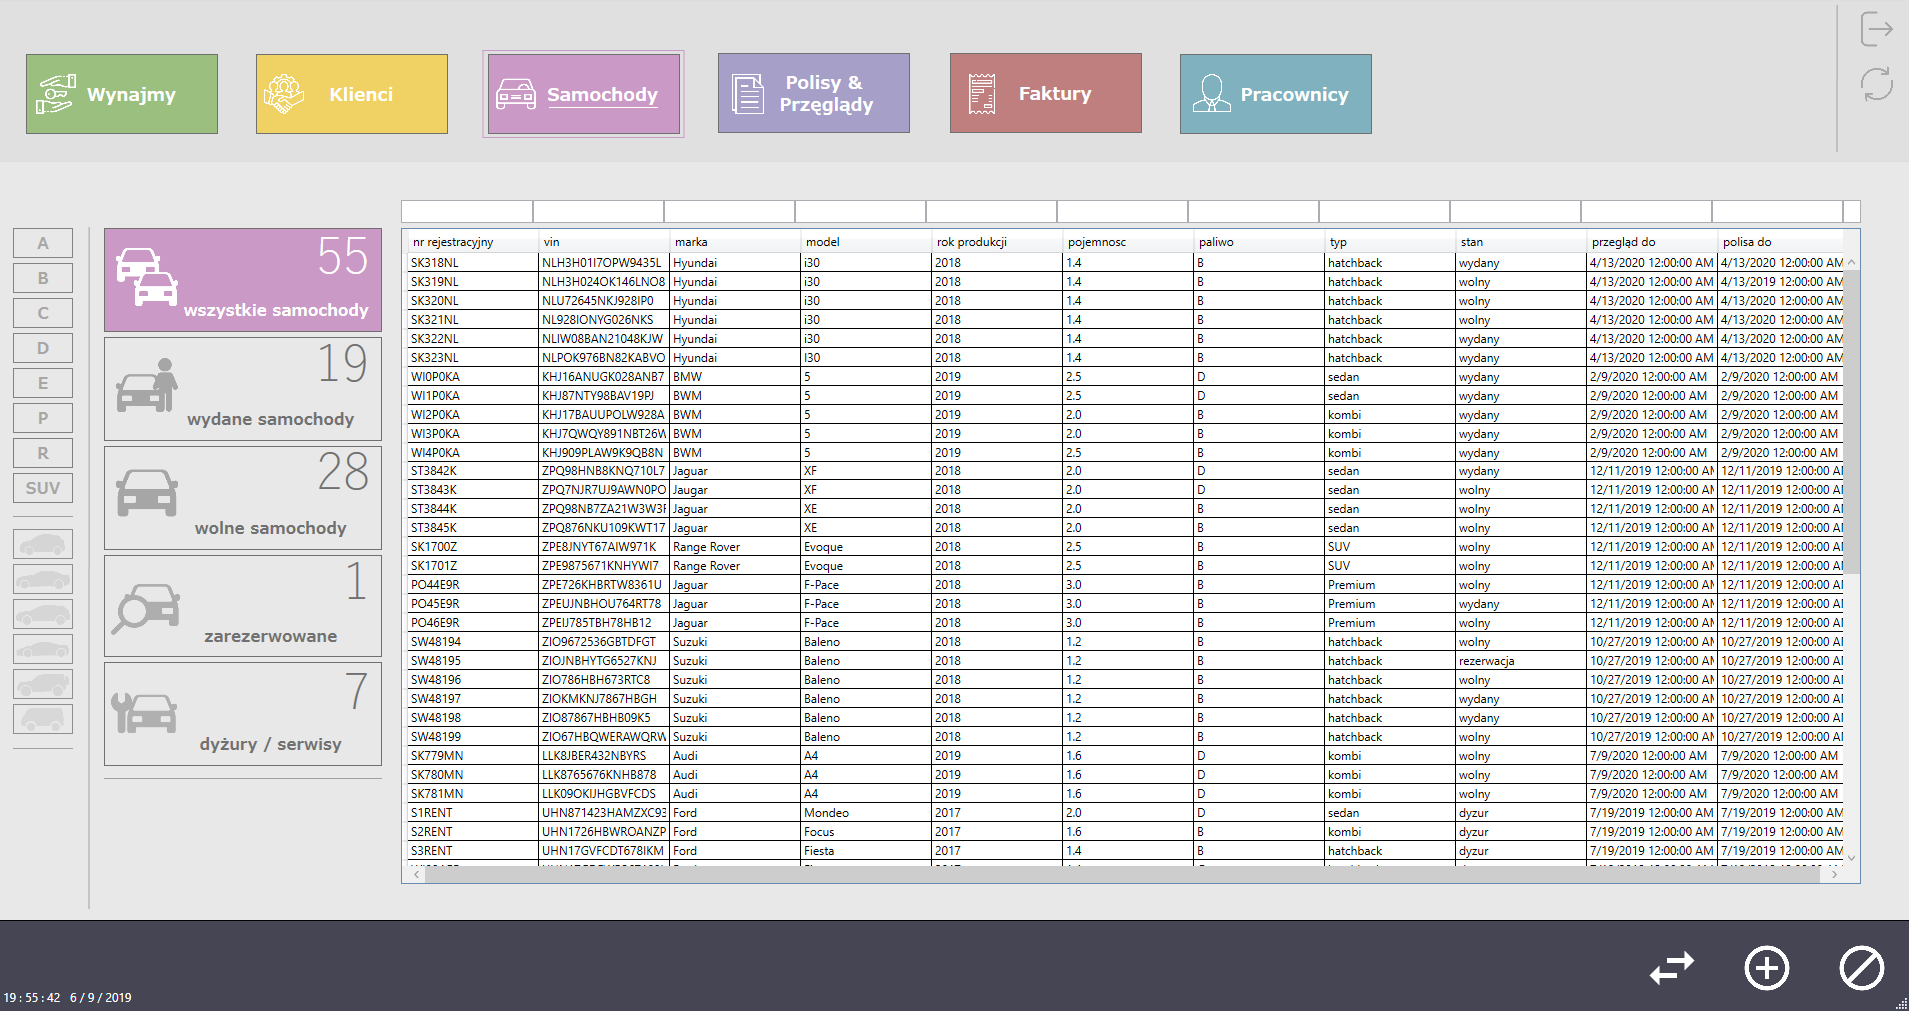 Wynajmy
Klienci
Samochody
Polisy &
Przęglądy
Faktury
Pracownicy
A
B
C
D
E
P
R
SUV
55
wszystkie samochody
19
wydane samochody
28
wolne samochody
1
zarezerwowane
7
dyżury / serwisy
nr rejestracyjny vin marka model rok produkcji pojemnosc paliwo typ stan przegląd do polisa do
SK318NL NLH3H01I7OPW9435L Hyundai i30 2018 1.4 B hatchback wydany 4/13/2020 12:00:00 AM 4/13/2020 12:00:00 AM
SK319NL NLH3H024OK146LNO8 Hyundai i30 2018 1.4 B hatchback wolny 4/13/2020 12:00:00 AM 4/13/2019 12:00:00 AM
SK320NL NLU72645NKJ928IP0 Hyundai i30 2018 1.4 B hatchback wolny 4/13/2020 12:00:00 AM 4/13/2020 12:00:00 AM
SK321NL NL928IONYG026NKS Hyundai i30 2018 1.4 B hatchback wolny 4/13/2020 12:00:00 AM 4/13/2020 12:00:00 AM
SK322NL NLIW08BAN21048KJW Hyundai i30 2018 1.4 B hatchback wydany 4/13/2020 12:00:00 AM 4/13/2020 12:00:00 AM
SK323NL NLPOK976BN82KABVO Hyundai I30 2018 1.4 B hatchback wydany 4/13/2020 12:00:00 AM 4/13/2020 12:00:00 AM
WI0P0KA KHJ16ANUGK028ANB7 BMW 5 2019 2.5 D sedan wydany 2/9/2020 12:00:00 AM 2/9/2020 12:00:00 AM
WI1P0KA KHJ87NTY98BAV19PJ BWM 5 2019 2.5 D sedan wydany 2/9/2020 12:00:00 AM 2/9/2020 12:00:00 AM
WI2P0KA KHJ17BAUUPOLW928A BWM 5 2019 2.0 B kombi wydany 2/9/2020 12:00:00 AM 2/9/2020 12:00:00 AM
WI3P0KA KHJ7QWQY891NBT26W BWM 5 2019 2.0 B kombi wydany 2/9/2020 12:00:00 AM 2/9/2020 12:00:00 AM
WI4P0KA KHJ909PLAW9K9QB8N BWM 5 2019 2.5 B kombi wydany 2/9/2020 12:00:00 AM 2/9/2020 12:00:00 AM
ST3842K ZPQ98HNB8KNQ710L7 Jaguar XF 2018 2.0 D sedan wydany 12/11/2019 12:00:00 AM 12/11/2019 12:00:00 AM
ST3843K ZPQ7NJR7UJ9AWN0PO Jaugar XF 2018 2.0 D sedan wolny 12/11/2019 12:00:00 AM 12/11/2019 12:00:00 AM
ST3844K ZPQ98NB7ZA21W3W3F Jaguar XE 2018 2.0 B sedan wolny 12/11/2019 12:00:00 AM 12/11/2019 12:00:00 AM
ST3845K ZPQ876NKU109KWT17 Jaguar XE 2018 2.0 B sedan wolny 12/11/2019 12:00:00 AM 12/11/2019 12:00:00 AM
SK1700Z ZPE8JNYT67AIW971K Range Rover Evoque 2018 2.5 B SUV wolny 12/11/2019 12:00:00 AM 12/11/2019 12:00:00 AM
SK1701Z ZPE9875671KNHYWI7 Range Rover Evoque 2018 2.5 B SUV wolny 12/11/2019 12:00:00 AM 12/11/2019 12:00:00 AM
PO44E9R ZPE726KHBRTW8361U Jaguar F-Pace 2018 3.0 B Premium wolny 12/11/2019 12:00:00 AM 12/11/2019 12:00:00 AM
PO45E9R ZPEUJNBHOU764RT78 Jaguar F-Pace 2018 3.0 B Premium wydany 12/11/2019 12:00:00 AM 12/11/2019 12:00:00 AM
PO46E9R ZPEIJ785TBH78HB12 Jaguar F-Pace 2018 3.0 B Premium wolny 12/11/2019 12:00:00 AM 12/11/2019 12:00:00 AM
SW48194 ZIO9672536GBTDFGT Suzuki Baleno 2018 1.2 B hatchback wolny 10/27/2019 12:00:00 AM 10/27/2019 12:00:00 AM
SW48195 ZIOJNBHYTG6527KNJ Suzuki Baleno 2018 1.2 B hatchback rezerwacja 10/27/2019 12:00:00 AM 10/27/2019 12:00:00 AM
SW48196 ZIO786HBH673RTC8 Suzuki Baleno 2018 1.2 B hatchback wolny 10/27/2019 12:00:00 AM 10/27/2019 12:00:00 AM
SW48197 ZIOKMKNJ7867HBGH Suzuki Baleno 2018 1.2 B hatchback wydany 10/27/2019 12:00:00 AM 10/27/2019 12:00:00 AM
SW48198 ZIO87867HBHB09K5 Suzuki Baleno 2018 1.2 B hatchback wydany 10/27/2019 12:00:00 AM 10/27/2019 12:00:00 AM
SW48199 ZIO67HBQWERAWQRW Suzuki Baleno 2018 1.2 B hatchback wolny 10/27/2019 12:00:00 AM 10/27/2019 12:00:00 AM
SK779MN LLK8JBER432NBYRS Audi A4 2019 1.6 D kombi wolny 7/9/2020 12:00:00 AM 7/9/2020 12:00:00 AM
SK780MN LLK8765676KNHB878 Audi A4 2019 1.6 D kombi wolny 7/9/2020 12:00:00 AM 7/9/2020 12:00:00 AM
SK781MN LLK09OKIJHGBVFCDS Audi A4 2019 1.6 D kombi wolny 7/9/2020 12:00:00 AM 7/9/2020 12:00:00 AM
S1RENT UHN871423HAMZXC93 Ford Mondeo 2017 2.0 D sedan dyzur 7/19/2019 12:00:00 AM 7/19/2019 12:00:00 AM
S2RENT UHN1726HBWROANZP Ford Focus 2017 1.6 B kombi dyzur 7/19/2019 12:00:00 AM 7/19/2019 12:00:00 AM
S3RENT UHN17GVFCDT678IKM Ford Fiesta 2017 1.4 B hatchback dyzur 7/19/2019 12:00:00 AM 7/19/2019 12:00:00 AM
19 : 55 : 42 6 / 9 / 2019